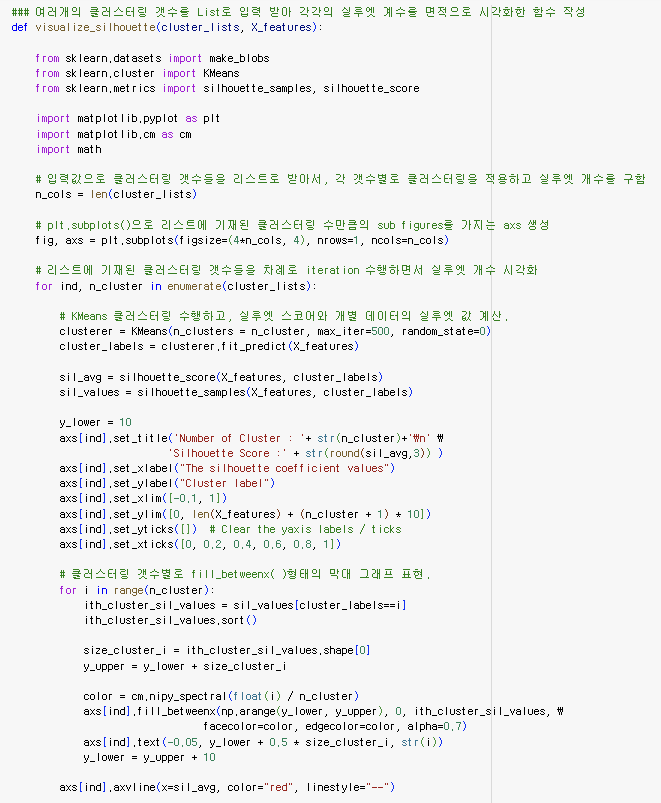 ### 여러개의 클러스터링 갯수를 List로 입력 받아 각각의 실루엣 계수를 면적으로 시각화한 함수 작성
def visualize_silhouette(cluster_lists, X_features):
from sklearn.datasets import make_blobs
from sklearn.cluster import KMeans
from sklearn.metrics import silhouette_samples, silhouette_score
import matplotlib.pyplot as plt
import matplotlib.cm as cm
import math
# 입력값으로 클러스터링 갯수들을 리스트로 받아서, 각 갯수별로 클러스터링을 적용하고 실루엣 개수를 구함
n_cols = len(cluster_lists)
# plt.subplots()으로 리스트에 기재된 클러스터링 수만큼의 sub figures를 가지는 axs 생성
fig, axs = plt.subplots(figsize=(4*n_cols, 4), nrows=1, ncols=n_cols)
# 리스트에 기재된 클러스터링 갯수들을 차례로 iteration 수행하면서 실루엣 개수 시각화
for ind, n_cluster in enumerate(cluster_lists):
# KMeans 클러스터링 수행하고, 실루엣 스코어와 개별 데이터의 실루엣 값 계산.
clusterer = KMeans(n_clusters = n_cluster, max_iter=500, random_state=0)
cluster_labels = clusterer.fit_predict(X_features)
sil_avg = silhouette_score(X_features, cluster_labels)
sil_values = silhouette_samples(X_features, cluster_labels)
y_lower = 10
axs[ind].set_title('Number of Cluster : '+ str(n_cluster)+'₩n' ₩
'Silhouette Score :' + str(round(sil_avg,3)) )
axs[ind].set_xlabel("The silhouette coefficient values")
axs[ind].set_ylabel("Cluster label")
axs[ind].set_xlim([-0.1, 1])
axs[ind].set_ylim([0, len(X_features) + (n_cluster + 1) * 10])
axs[ind].set_yticks([])  # Clear the yaxis labels / ticks
axs[ind].set_xticks([0, 0.2, 0.4, 0.6, 0.8, 1])
# 클러스터링 갯수별로 fill_betweenx( )형태의 막대 그래프 표현.
for i in range(n_cluster):
ith_cluster_sil_values = sil_values[cluster_labels==i]
ith_cluster_sil_values.sort()
size_cluster_i = ith_cluster_sil_values.shape[0]
y_upper = y_lower + size_cluster_i
color = cm.nipy_spectral(float(i) / n_cluster)
axs[ind].fill_betweenx(np.arange(y_lower, y_upper), 0, ith_cluster_sil_values, ₩
facecolor=color, edgecolor=color, alpha=0.7)
axs[ind].text(-0.05, y_lower + 0.5 * size_cluster_i, str(i))
y_lower = y_upper + 10
axs[ind].axvline(x=sil_avg, color="red", linestyle="--")